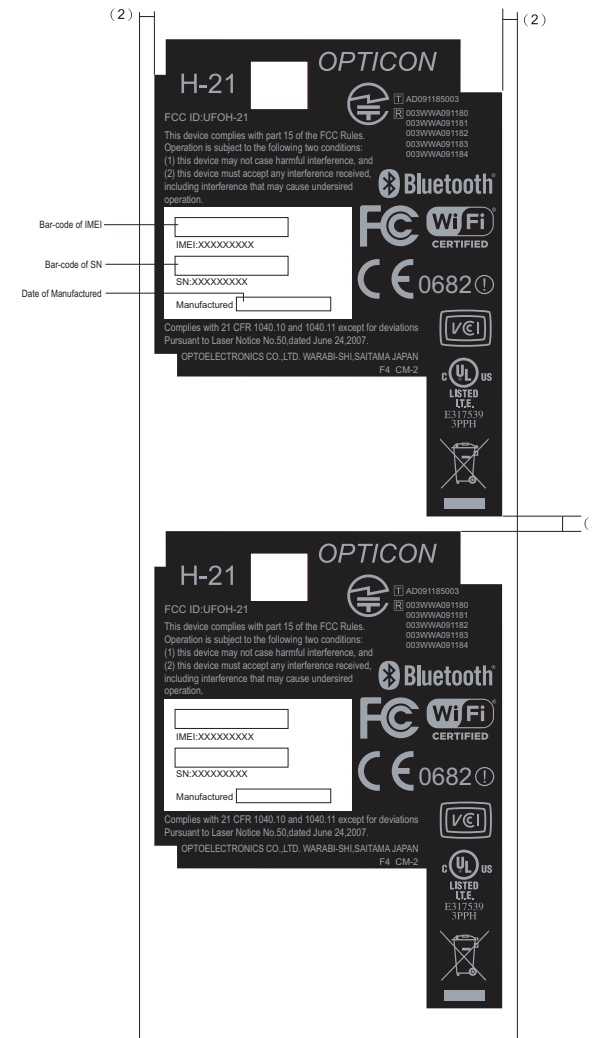 (2)
(2)
OPTICON
H-21
T AD091185003
R 003WWA091180
003WWA091181
003WWA091182
003WWA091183
003WWA091184
FCC ID:UFOH-21
This device complies with part 15 of the FCC Rules.
Operation is subject to the following two conditions:
(1) this device may not case harmful interference, and
(2) this device must accept any interference received,
including interference that may cause undersired
operation.
Bluetooth
Bar-code of IMEI
IMEI:XXXXXXXXX
Bar-code of SN
SN:XXXXXXXXX
Date of Manufactured
Manufactured
FC
Wi Fi
CERTIFIED
CE 0682
VCI
Complies with 21 CFR 1040.10 and 1040.11 except for deviations
Pursuant to Laser Notice No.50,dated June 24,2007.
OPTOELECTRONICS CO.,LTD. WARABI-SHI,SAITAMA JAPAN
F4 CM-2
C UL US
LISTED
I.T.E.
E317539
3PPH
(
OPTICON
H-21
T AD091185003
R 003WWA091180
003WWA091181
003WWA091182
003WWA091183
003WWA091184
FCC ID:UFOH-21
This device complies with part 15 of the FCC Rules.
Operation is subject to the following two conditions:
(1) this device may not case harmful interference, and
(2) this device must accept any interference received,
including interference that may cause undersired
operation.
Bluetooth
IMEI:XXXXXXXXX
SN:XXXXXXXXX
Manufactured
FC
Wi Fi
CERTIFIED
CE 0682
VCI
Complies with 21 CFR 1040.10 and 1040.11 except for deviations
Pursuant to Laser Notice No.50,dated June 24,2007.
OPTOELECTRONICS CO.,LTD. WARABI-SHI,SAITAMA JAPAN
F4 CM-2
C UL US
LISTED
I.T.E.
E317539
3PPH